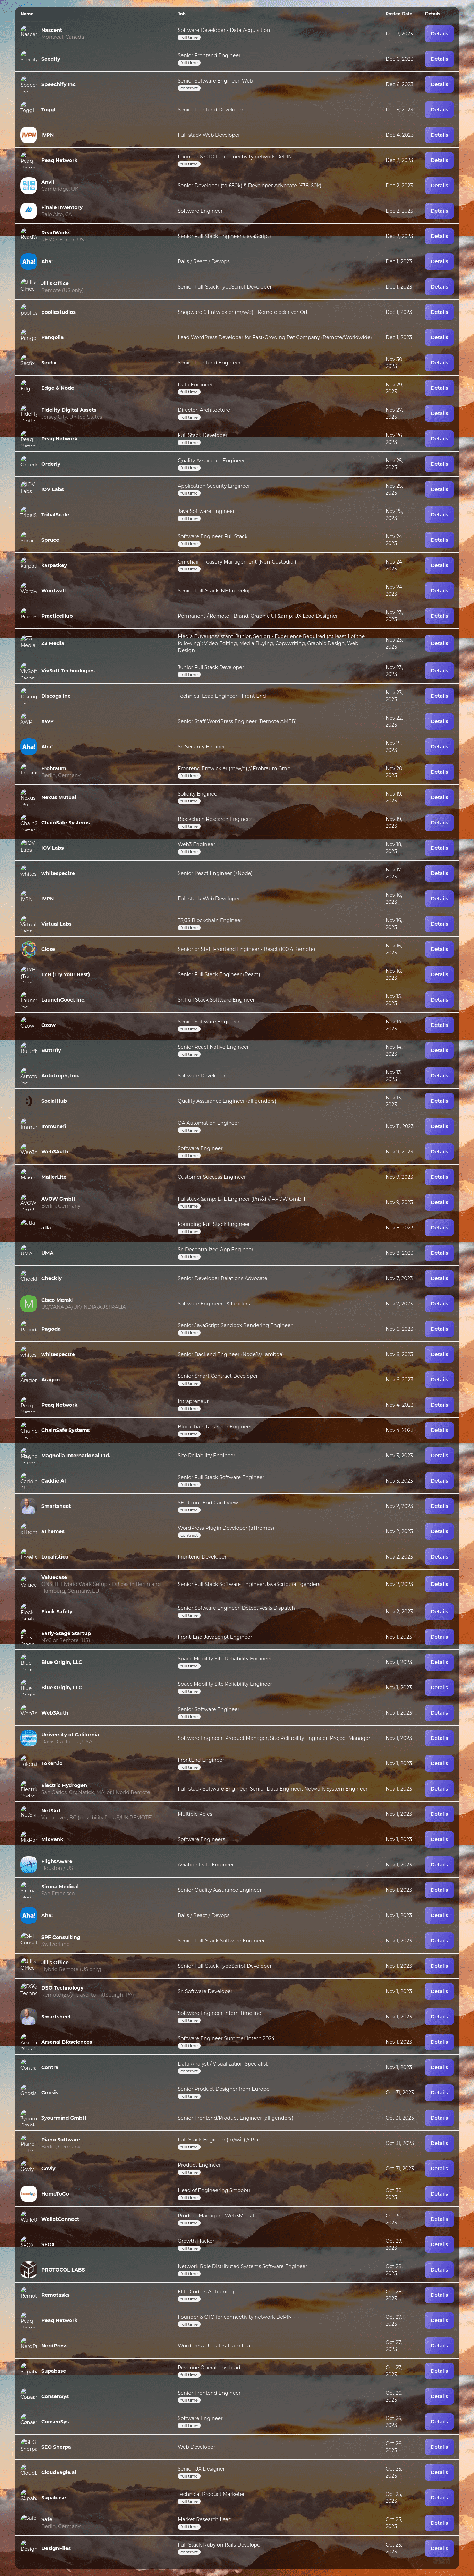 Name Job Posted Date Details
Nascent
Montreal, Canada
Software Developer - Data Acquisition
full time
Dec 7, 2023
Details
Seedify
Senior Frontend Engineer
full time
Dec 6, 2023
Details
Speechify Inc
Senior Software Engineer, Web
contract
Details
Toggl
Senior Frontend Developer
Dec 5, 2023
Details
IVPN
Full-stack Web Developer
Dec 4, 2023
Details
Peaq Network
Founder & CTO for connectivity network DePIN
full time
Dec 2, 2023
Details
Anvil
Cambridge, UK
Senior Developer (to £80k) & Developer Advocate (£38-60k)
Dec 2, 2023
Details
Finale Inventory
Palo Alto, CA
Software Engineer
Dec 2, 2023
Details
ReadWorks
REMOTE from US
Senior Full Stack Engineer (JavaScript)
Dec 2, 2023
Details
Aha!
Rails / React / Devops
Dec 1, 2023
Details
Jill's Office
Remote (US only)
Senior Full-Stack TypeScript Developer
Dec 1, 2023
Details
pooliestudios
Shopware 6 Entwickler (m/w/d) - Remote oder vor Ort
Dec 1, 2023
Details
Pangolia
Lead WordPress Developer for Fast-Growing Pet Company (Remote/Worldwide)
Dec 1, 2023
Details
Secfix
Senior Frontend Engineer
Nov 30, 2023
Details
Edge & Node
Data Engineer
full time
Nov 29, 2023
Details
Fidelity Digital Assets
Jersey City, United States
Director, Architecture
full time
Nov 27, 2023
Details
Peaq Network
Full Stack Developer
full time
Nov 26, 2023
Details
Orderly
Quality Assurance Engineer
full time
Nov 25, 2023
Details
IOV Labs
Application Security Engineer
full time
Nov 25, 2023
Details
TribalScale
Java Software Engineer
full time
Nov 25, 2023
Details
Spruce
Software Engineer Full Stack
full time
Nov 24, 2023
Details
karpatkey
On-chain Treasury Management (Non-Custodial)
full time
Nov 24, 2023
Details
Wordwall
Senior Full-Stack .NET developer
Nov 24, 2023
Details
PracticeHub
Permanent / Remote - Brand, Graphic UI &amp; UX Lead Designer
Nov 23, 2023
Details
Z3 Media
Media Buyer (Assistent, Junior, Senior) - Experience Required (At least 1 of the following): Video Editing, Media Buying, Copywriting, Graphic Design, Web Design
Nov 23, 2023
Details
VivSoft Technologies
Junior Full Stack Developer
full time
Nov 23, 2023
Details
Discogs Inc
Technical Lead Engineer - Front End
Nov 23, 2023
Details
XWP
Senior Staff WordPress Engineer (Remote AMER)
Nov 22, 2023
Details
Aha!
Sr. Security Engineer
Nov 21, 2023
Details
Frohraum
Berlin, Germany
Frontend Entwickler (m/w/d) // Frohraum GmbH
full time
Nov 20, 2023
Details
Nexus Mutual
Solidity Engineer
full time
Nov 19, 2023
Details
ChainSafe Systems
Blockchain Research Engineer
full time
Nov 19, 2023
Details
IOV Labs
Web3 Engineer
full time
Nov 18, 2023
Details
whitespectre
Senior React Engineer (+Node)
Nov 17, 2023
Details
IVPN
Full-stack Web Developer
Nov 16, 2023
Details
Virtual Labs
TS/JS Blockchain Engineer
full time
Nov 16, 2023
Details
Close
Senior or Staff Frontend Engineer - React (100% Remote)
Nov 16, 2023
Details
TYB (Try Your Best)
Senior Full Stack Engineer (React)
Nov 16, 2023
Details
LaunchGood, Inc.
Sr. Full Stack Software Engineer
Nov 15, 2023
Details
Ozow
Senior Software Engineer
full time
Nov 14, 2023
Details
Buttrfly
Senior React Native Engineer
full time
Nov 14, 2023
Details
Autotroph, Inc.
Software Developer
Nov 13, 2023
Details
SocialHub
Quality Assurance Engineer (all genders)
Nov 13, 2023
Details
Immunefi
QA Automation Engineer
full time
Nov 11, 2023
Details
Web3Auth
Software Engineer
full time
Nov 9, 2023
Details
MailerLite
Customer Success Engineer
Nov 9, 2023
Details
AVOW GmbH
Berlin, Germany
Fullstack &amp; ETL Engineer (f/m/x) // AVOW GmbH
full time
Nov 9, 2023
Details
atla
Founding Full Stack Engineer
full time
Nov 8, 2023
Details
UMA
Sr. Decentralized App Engineer
full time
Nov 8, 2023
Details
Checkly
Senior Developer Relations Advocate
Nov 7, 2023
Details
Cisco Meraki
US/CANADA/UK/INDIA/AUSTRALIA
Software Engineers & Leaders
Nov 7, 2023
Details
Pagoda
Senior JavaScript Sandbox Rendering Engineer
full time
Nov 6, 2023
Details
whitespectre
Senior Backend Engineer (NodeJs/Lambda)
Nov 6, 2023
Details
Aragon
Senior Smart Contract Developer
full time
Nov 6, 2023
Details
Peaq Network
Intrapreneur
full time
Nov 4, 2023
Details
ChainSafe Systems
Blockchain Research Engineer
full time
Nov 4, 2023
Details
Magnolia International Ltd.
Site Reliability Engineer
Nov 3, 2023
Details
Caddie AI
Senior Full Stack Software Engineer
full time
Nov 3, 2023
Details
Smartsheet
SE I Front End Card View
full time
Nov 2, 2023
Details
aThemes
WordPress Plugin Developer (aThemes)
contract
Nov 2, 2023
Details
Localistico
Frontend Developer
Nov 2, 2023
Details
Valuecase
ONSITE Hybrid Work Setup - Offices in Berlin and Hamburg, Germany, EU
Senior Full Stack Software Engineer JavaScript (all genders)
Nov 2, 2023
Details
Flock Safety
Senior Software Engineer, Detectives & Dispatch
full time
Nov 2, 2023
Details
Early-Stage Startup
NYC or Remote (US)
Front-End JavaScript Engineer
Nov 1, 2023
Details
Blue Origin, LLC
Space Mobility Site Reliability Engineer
full time
Nov 1, 2023
Details
Blue Origin, LLC
Space Mobility Site Reliability Engineer
full time
Nov 1, 2023
Details
Web3Auth
Senior Software Engineer
full time
Nov 1, 2023
Details
University of California
Davis, California, USA
Software Engineer, Product Manager, Site Reliability Engineer, Project Manager
Nov 1, 2023
Details
Token.io
FrontEnd Engineer
full time
Nov 1, 2023
Details
Electric Hydrogen
San Carlos, CA, Natick, MA, or Hybrid Remote
Full-stack Software Engineer, Senior Data Engineer, Network System Engineer
Nov 1, 2023
Details
NetSkrt
Vancouver, BC (possibility for US/UK REMOTE)
Multiple Roles
Nov 1, 2023
Details
MixRank
Software Engineers
Nov 1, 2023
Details
FlightAware
Houston / US
Aviation Data Engineer
Nov 1, 2023
Details
Sirona Medical
San Francisco
Senior Quality Assurance Engineer
Nov 1, 2023
Details
Aha!
Rails / React / Devops
Nov 1, 2023
Details
SPF Consulting
Switzerland
Senior Full-Stack Software Engineer
Nov 1, 2023
Details
Jill's Office
Hybrid Remote (US only)
Senior Full-Stack TypeScript Developer
Nov 1, 2023
Details
DSQ Technology
Sr. Software Developer
Nov 1, 2023
Details
Smartsheet
Software Engineer Intern Timeline
full time
Nov 1, 2023
Details
Arsenal Biosciences
Software Engineer Summer Intern 2024
full time
Nov 1, 2023
Details
Contra
Data Analyst / Visualization Specialist
contract
Nov 1, 2023
Details
Gnosis
Senior Product Designer from Europe
full time
Oct 31, 2023
Details
3yourmind GmbH
Senior Frontend/Product Engineer (all genders)
Oct 31, 2023
Details
Piano Software
Berlin, Germany
Full-Stack Engineer (m/w/d) // Piano
full time
Oct 31, 2023
Details
Govly
Product Engineer
full time
Oct 31, 2023
Details
HomeToGo
Head of Engineering Smoobu
full time
Oct 30, 2023
Details
WalletConnect
Product Manager - Web3Modal
full time
Oct 30, 2023
Details
SFOX
Growth Hacker
full time
Oct 29, 2023
Details
PROTOCOL LABS
Network Role Distributed Systems Software Engineer
full time
Oct 28, 2023
Details
Remotasks
Elite Coders AI Training
full time
Oct 28, 2023
Details
Peaq Network
Founder & CTO for connectivity network DePIN
full time
Oct 27, 2023
Details
NerdPress
WordPress Updates Team Leader
Oct 27, 2023
Details
Supabase
Revenue Operations Lead
full time
Oct 27, 2023
Details
ConsenSys
Senior Frontend Engineer
full time
Oct 26, 2023
Details
ConsenSys
Software Engineer
full time
Oct 26, 2023
Details
SEO Sherpa
Web Developer
Oct 26, 2023
Details
CloudEagle.ai
Senior UX Designer
full time
Oct 25, 2023
Details
Supabase
Technical Product Marketer
full time
Oct 25, 2023
Details
Safe
Berlin, Germany
Market Research Lead
full time
Oct 25, 2023
Details
DesignFiles
Full-Stack Ruby on Rails Developer
contract
Oct 23, 2023
Details